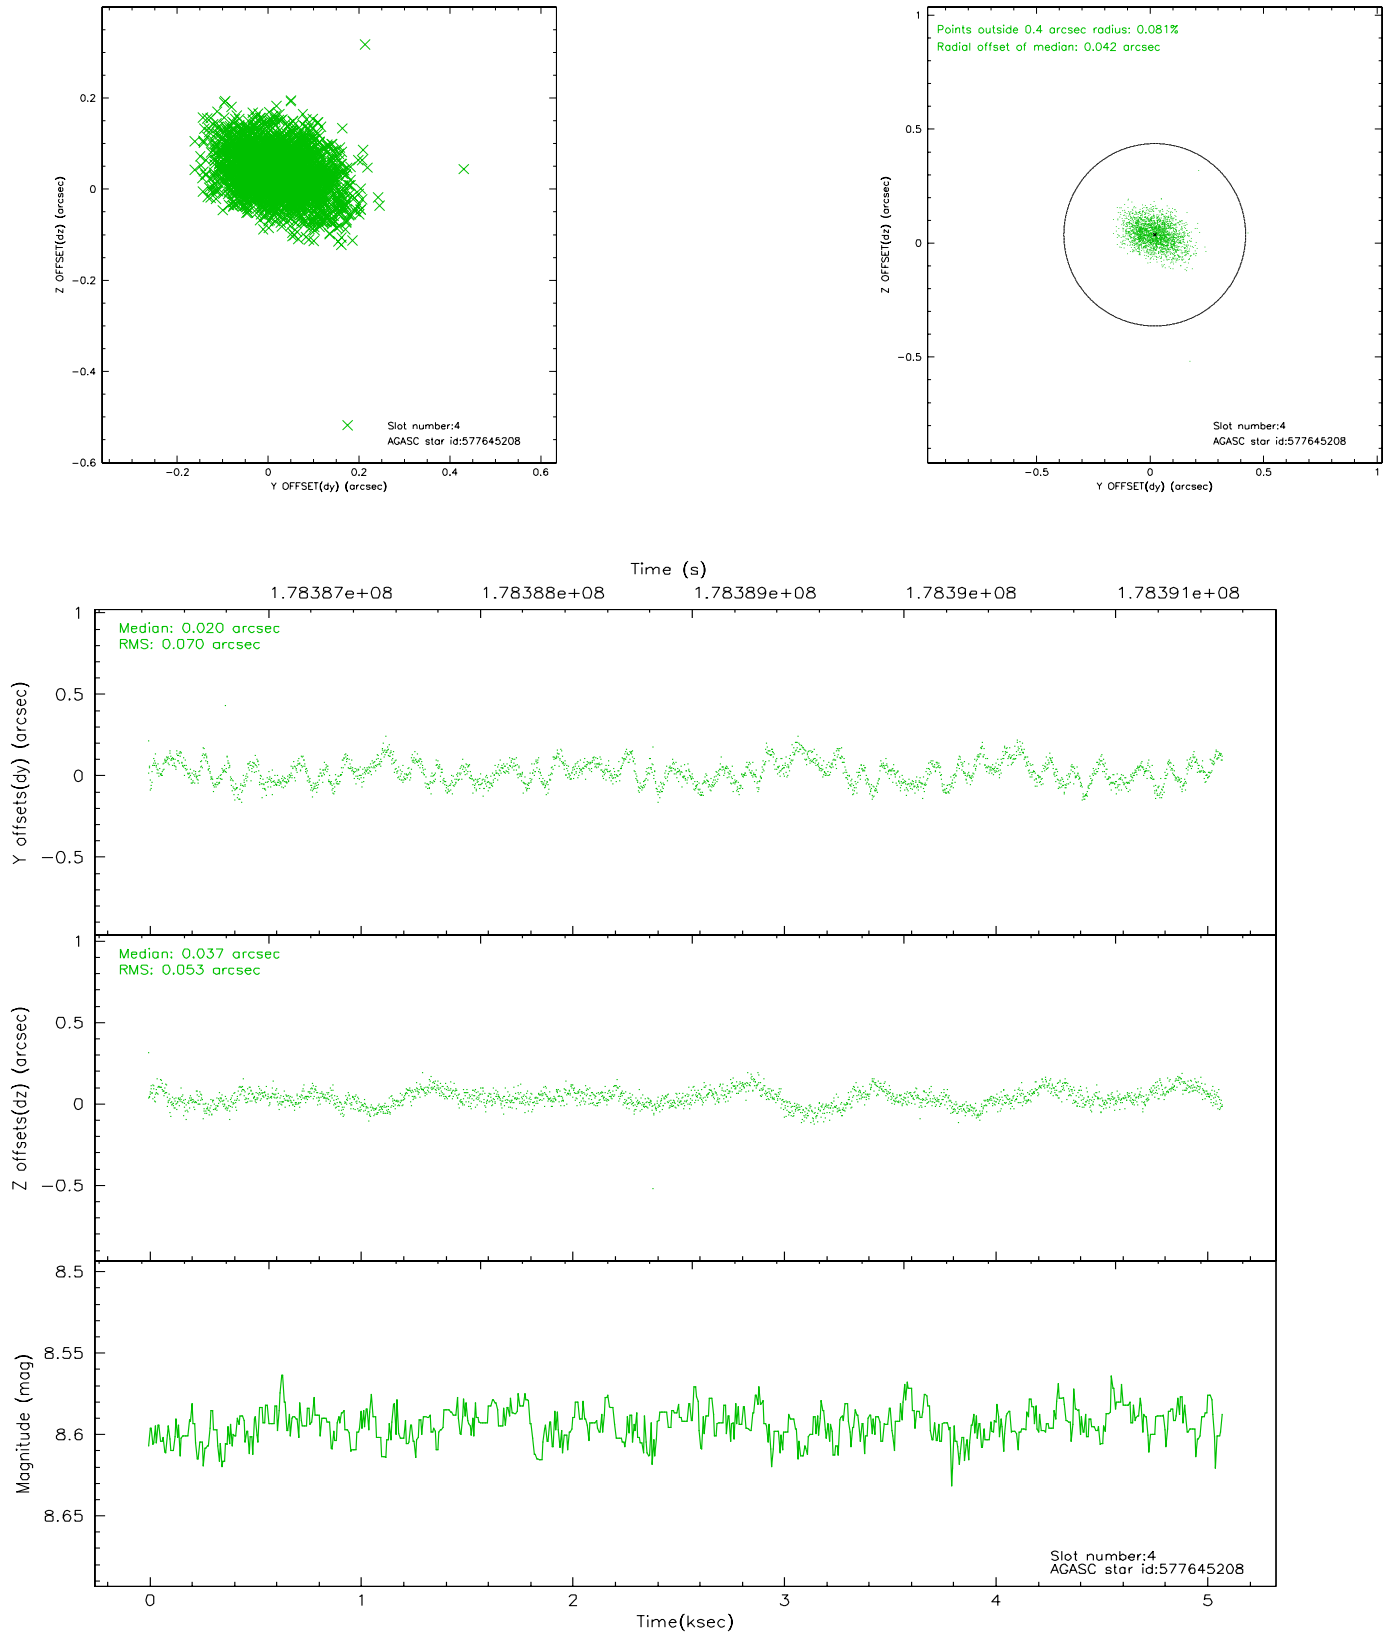 0.2
0
−0.2
−0.4
−0.6
Z OFFSET(dz) (arcsec)
Slot number:4
AGASC star id:577645208
−0.2 0 0.2 0.4 0.6
Y OFFSET(dy) (arcsec)
Points outside 0.4 arcsec radius: 0.081%
Radial offset of median: 0.042 arcsec
1
0.5
0
−0.5
Z OFFSET(dz) (arcsec)
Slot number:4
AGASC star id:577645208
−0.5 0 0.5 1
Y OFFSET(dy) (arcsec)
Time (s)
1.78387e+08 1.78388e+08 1.78389e+08 1.7839e+08 1.78391e+08
Median: 0.020 arcsec
RMS: 0.070 arcsec
1
0.5
0
−0.5
Y offsets(dy) (arcsec)
Median: 0.037 arcsec
RMS: 0.053 arcsec
1
0.5
0
−0.5
Z offsets(dz) (arcsec)
8.5
8.55
8.6
8.65
Magnitude (mag)
Slot number:4
AGASC star id:577645208
0 1 2 3 4 5
Time(ksec)